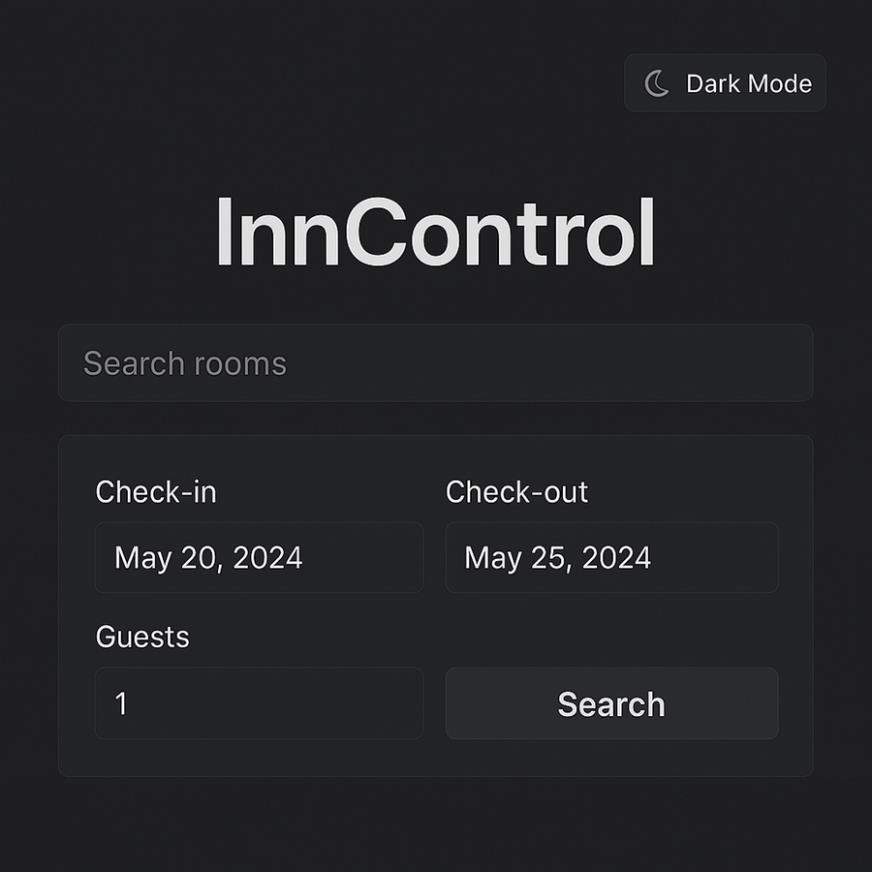 Dark Mode
InnControl
Search rooms
Check-in
Check-out
May 20, 2024
May 25, 2024
Guests
1
Search